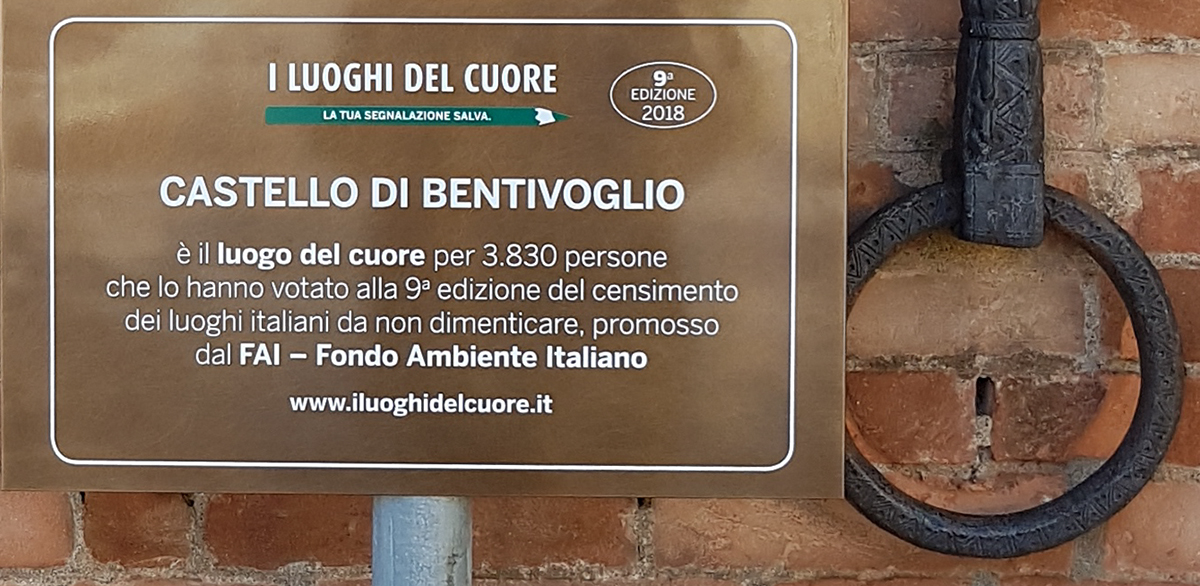 I LUOGHI DEL CUORE
LA TUA SEGNALAZIONE SALVA.
9ª
EDIZIONE
2018
CASTELLO DI BENTIVOGLIO
è il luogo del cuore per 3.830 persone
che lo hanno votato alla 9ª edizione del censimento
dei luoghi italiani da non dimenticare, promosso
dal FAI – Fondo Ambiente Italiano
www.iluoghidelcuore.it